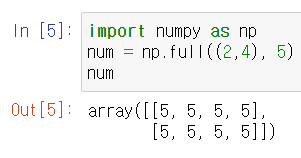 In [5]: import numpy as np
num = np.full((2,4), 5)
num
Out[5]: array([[5, 5, 5, 5],
[5, 5, 5, 5]])